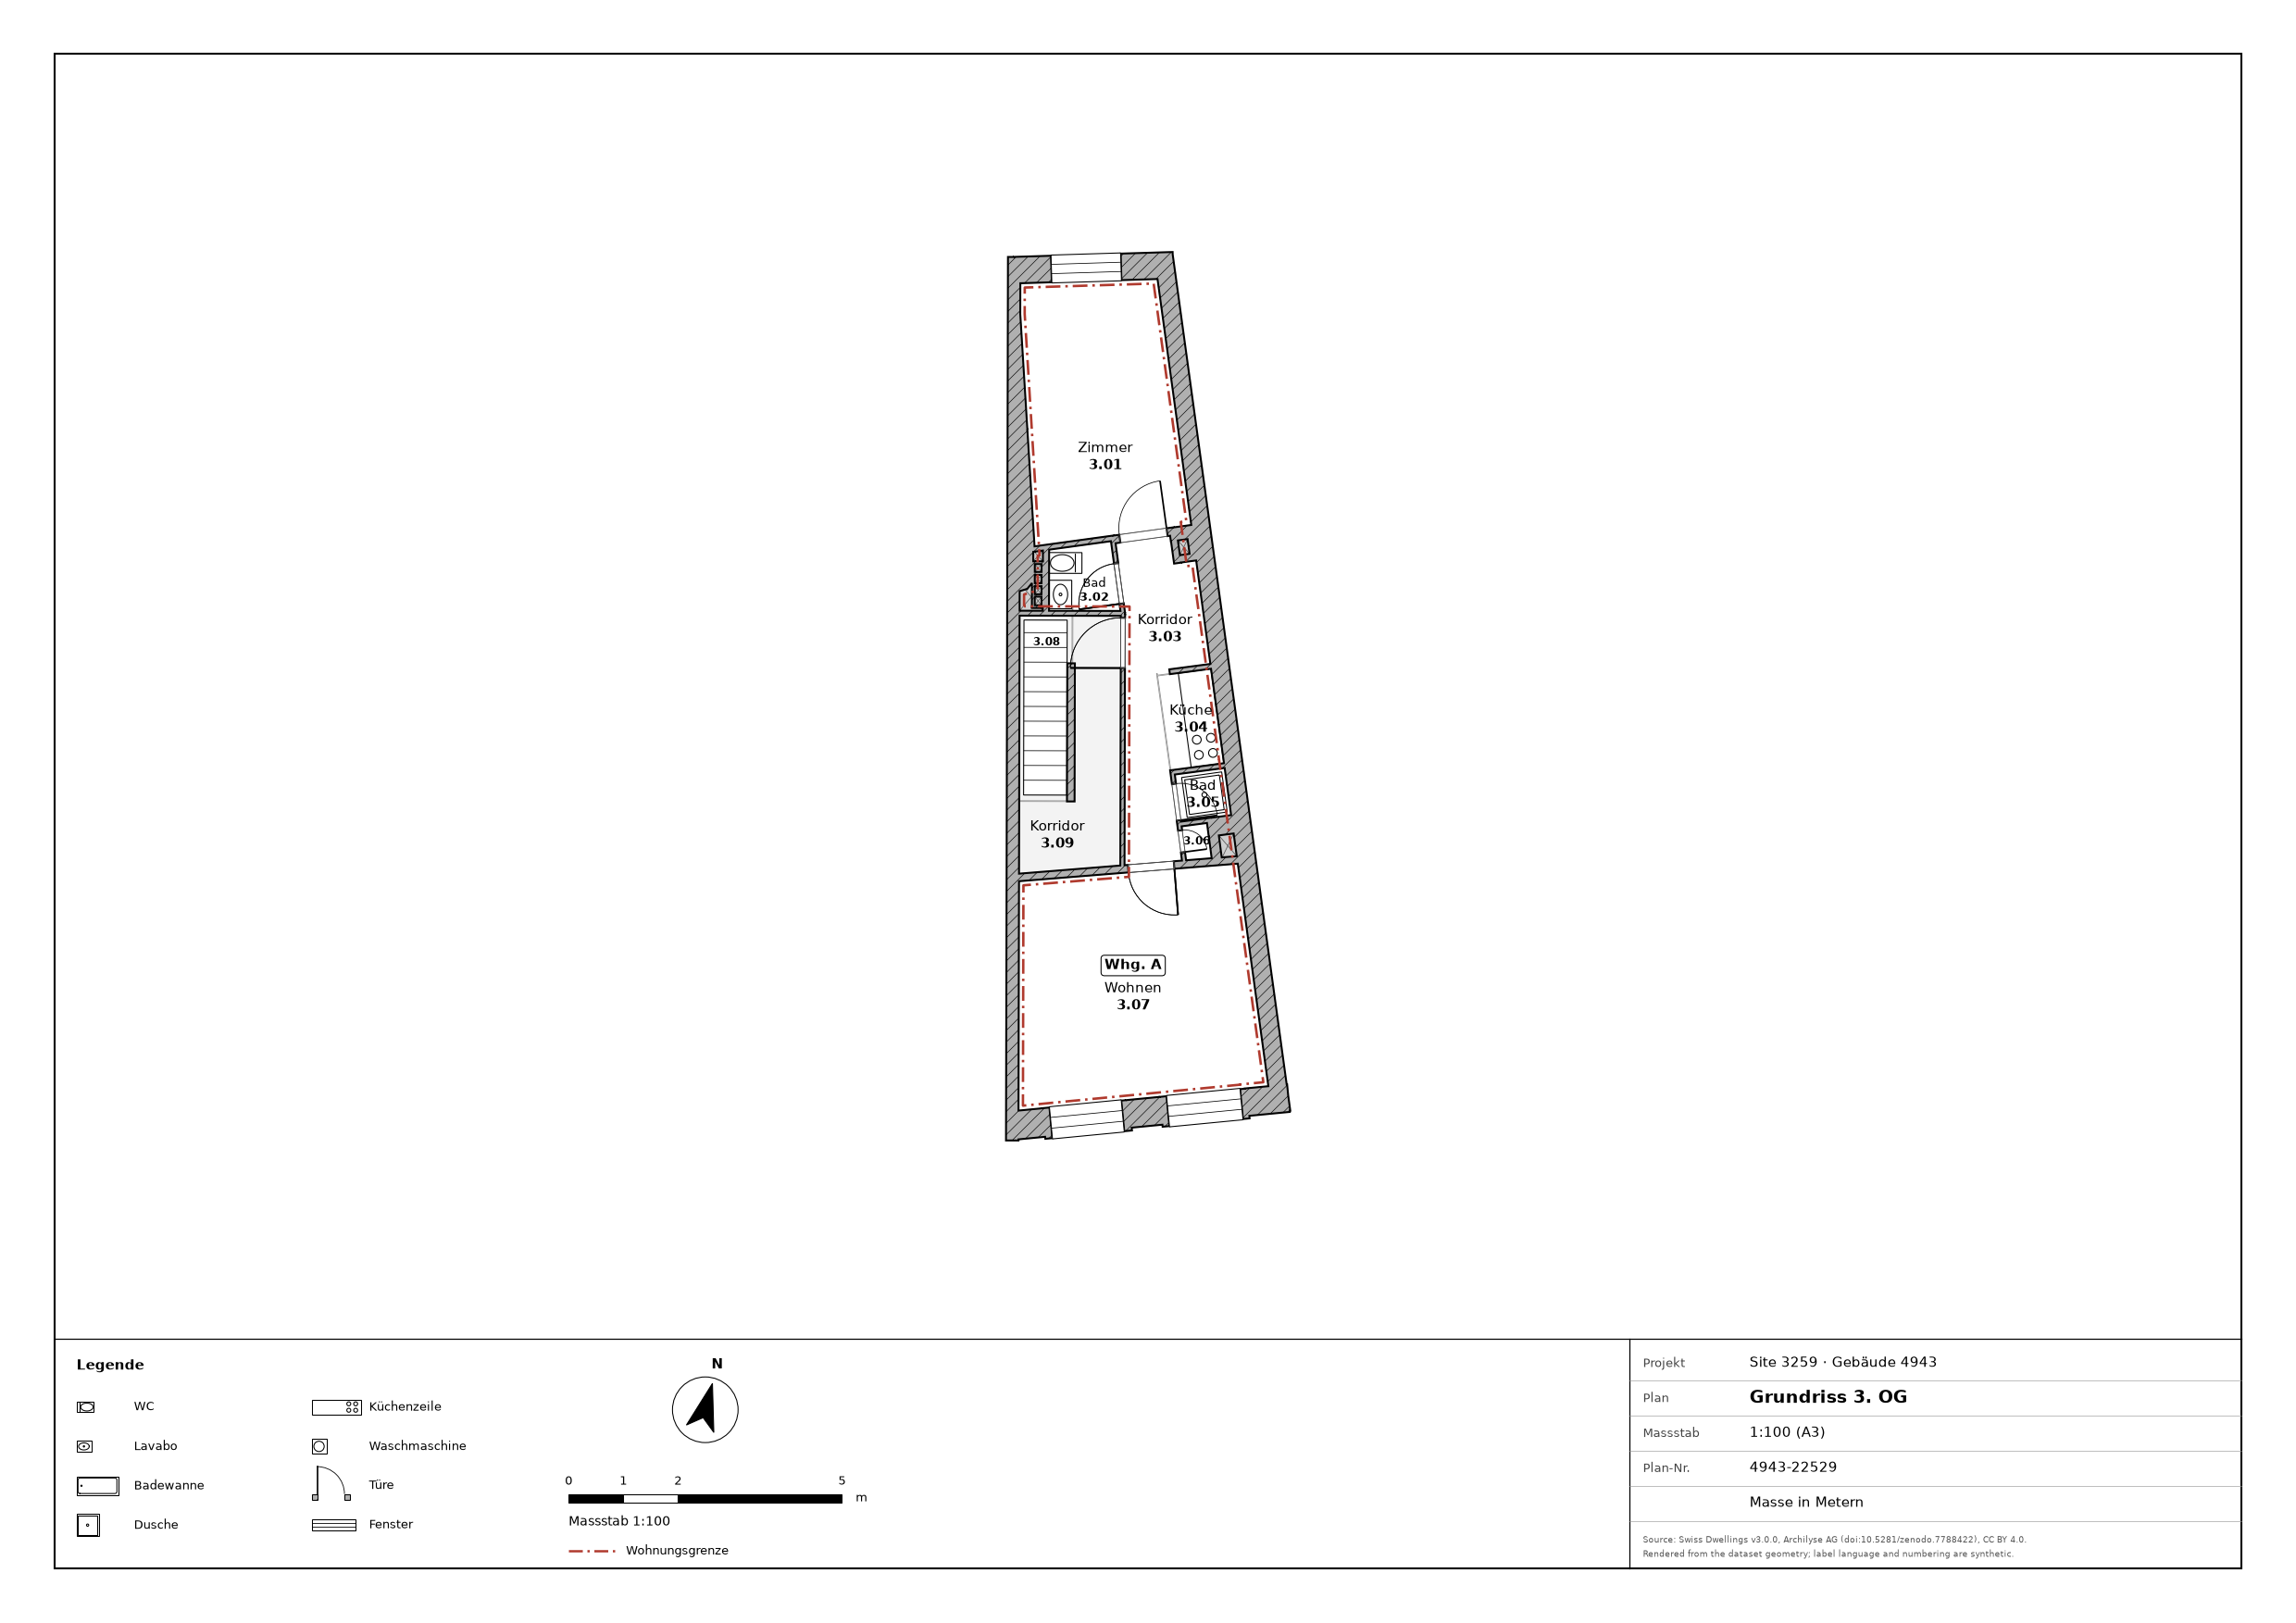 Zimmer
3.01
Bad
3.02
Korridor
3.03
3.08
Küche
3.04
Bad
3.05
Korridor
3.09
3.06
Whg. A
Wohnen
3.07
Legende
WC
Lavabo
Badewanne
Dusche
Küchenzeile
Waschmaschine
Türe
Fenster
N
0 1 2 5
m
Massstab 1:100
Wohnungsgrenze
Projekt Site 3259 · Gebäude 4943
Plan Grundriss 3. OG
Massstab 1:100 (A3)
Plan-Nr. 4943-22529
Masse in Metern
Source: Swiss Dwellings v3.0.0, Archilyse AG (doi:10.5281/zenodo.7788422), CC BY 4.0.
Rendered from the dataset geometry; label language and numbering are synthetic.